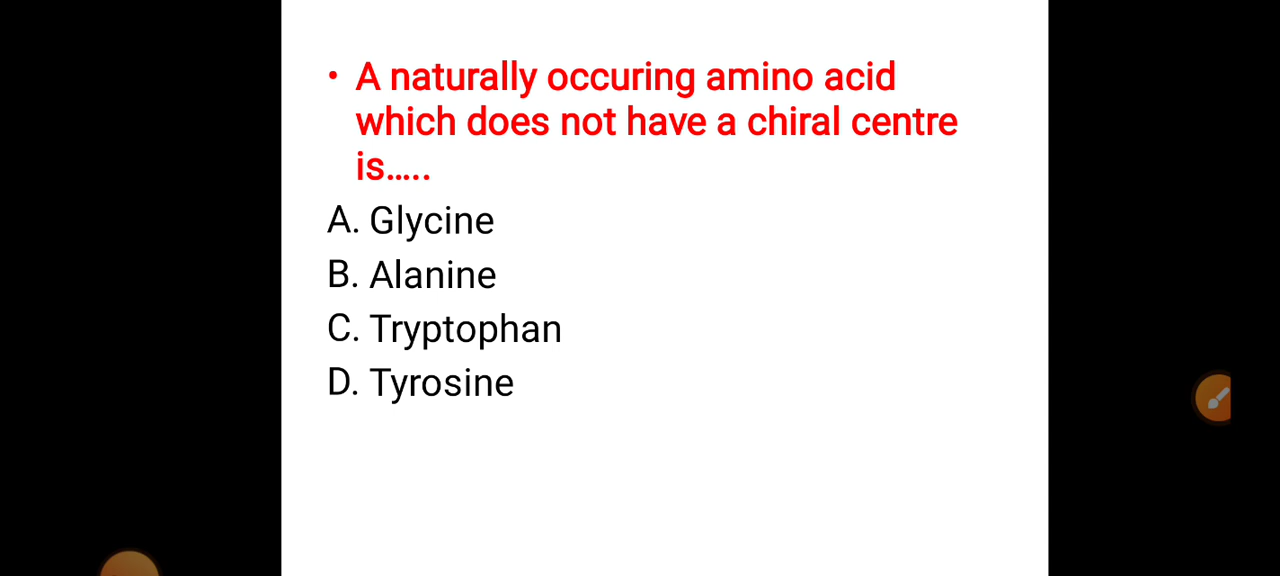 • A naturally occuring amino acid
which does not have a chiral centre
is.....
A. Glycine
B. Alanine
C. Tryptophan
D. Tyrosine